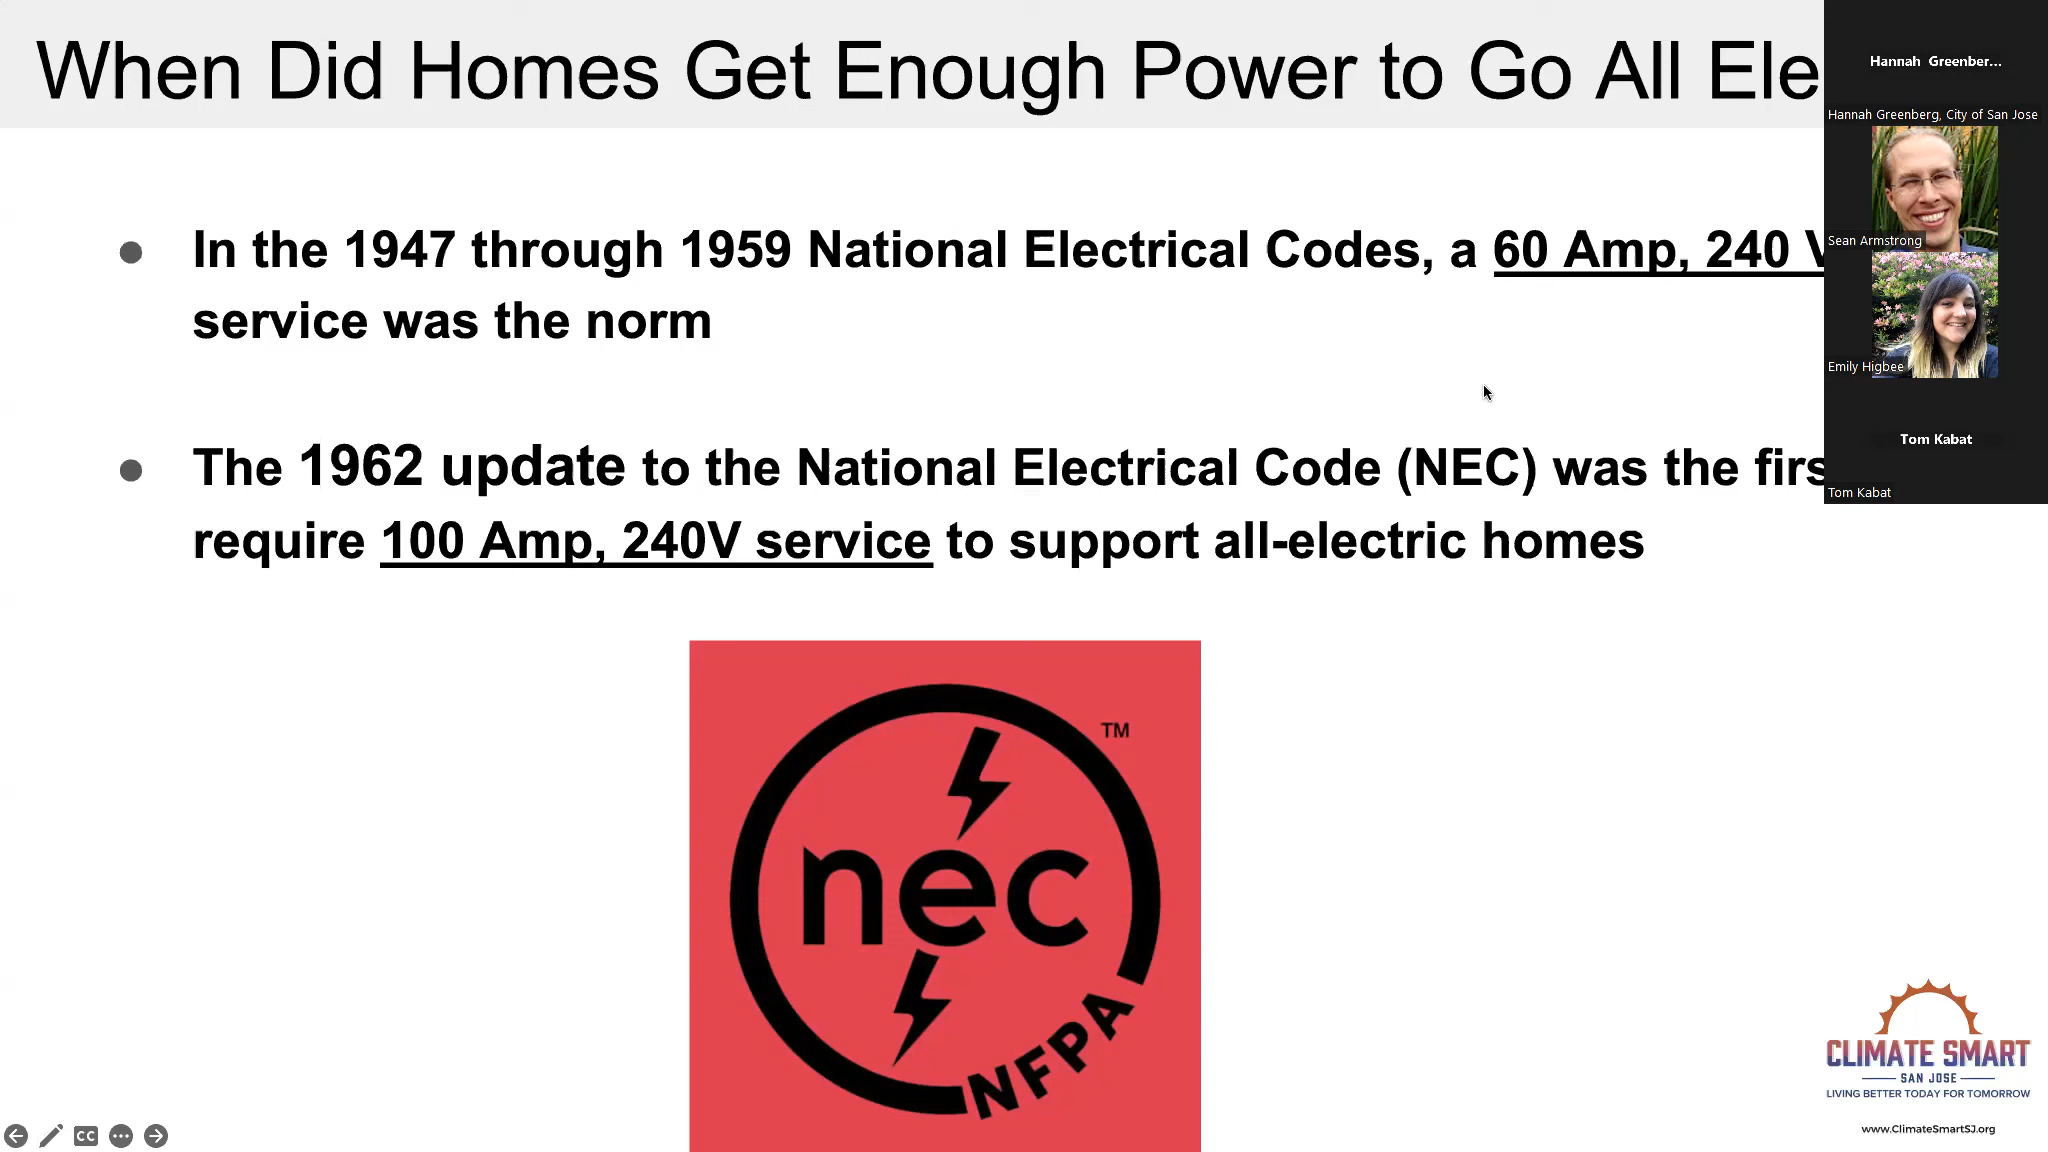 When Did Homes Get Enough Power to Go All Ele
In the 1947 through 1959 National Electrical Codes, a 60 Amp, 240 V
service was the norm
The 1962 update to the National Electrical Code (NEC) was the firs
require 100 Amp, 240V service to support all-electric homes
TM
nec
NFPA
Hannah Greenber...
Hannah Greenberg, City of San Jose
Sean Armstrong
Emily Higbee
Tom Kabat
Tom Kabat
CLIMATE SMART
SAN JOSE
LIVING BETTER TODAY FOR TOMORROW
www.ClimateSmartSJ.org
CC